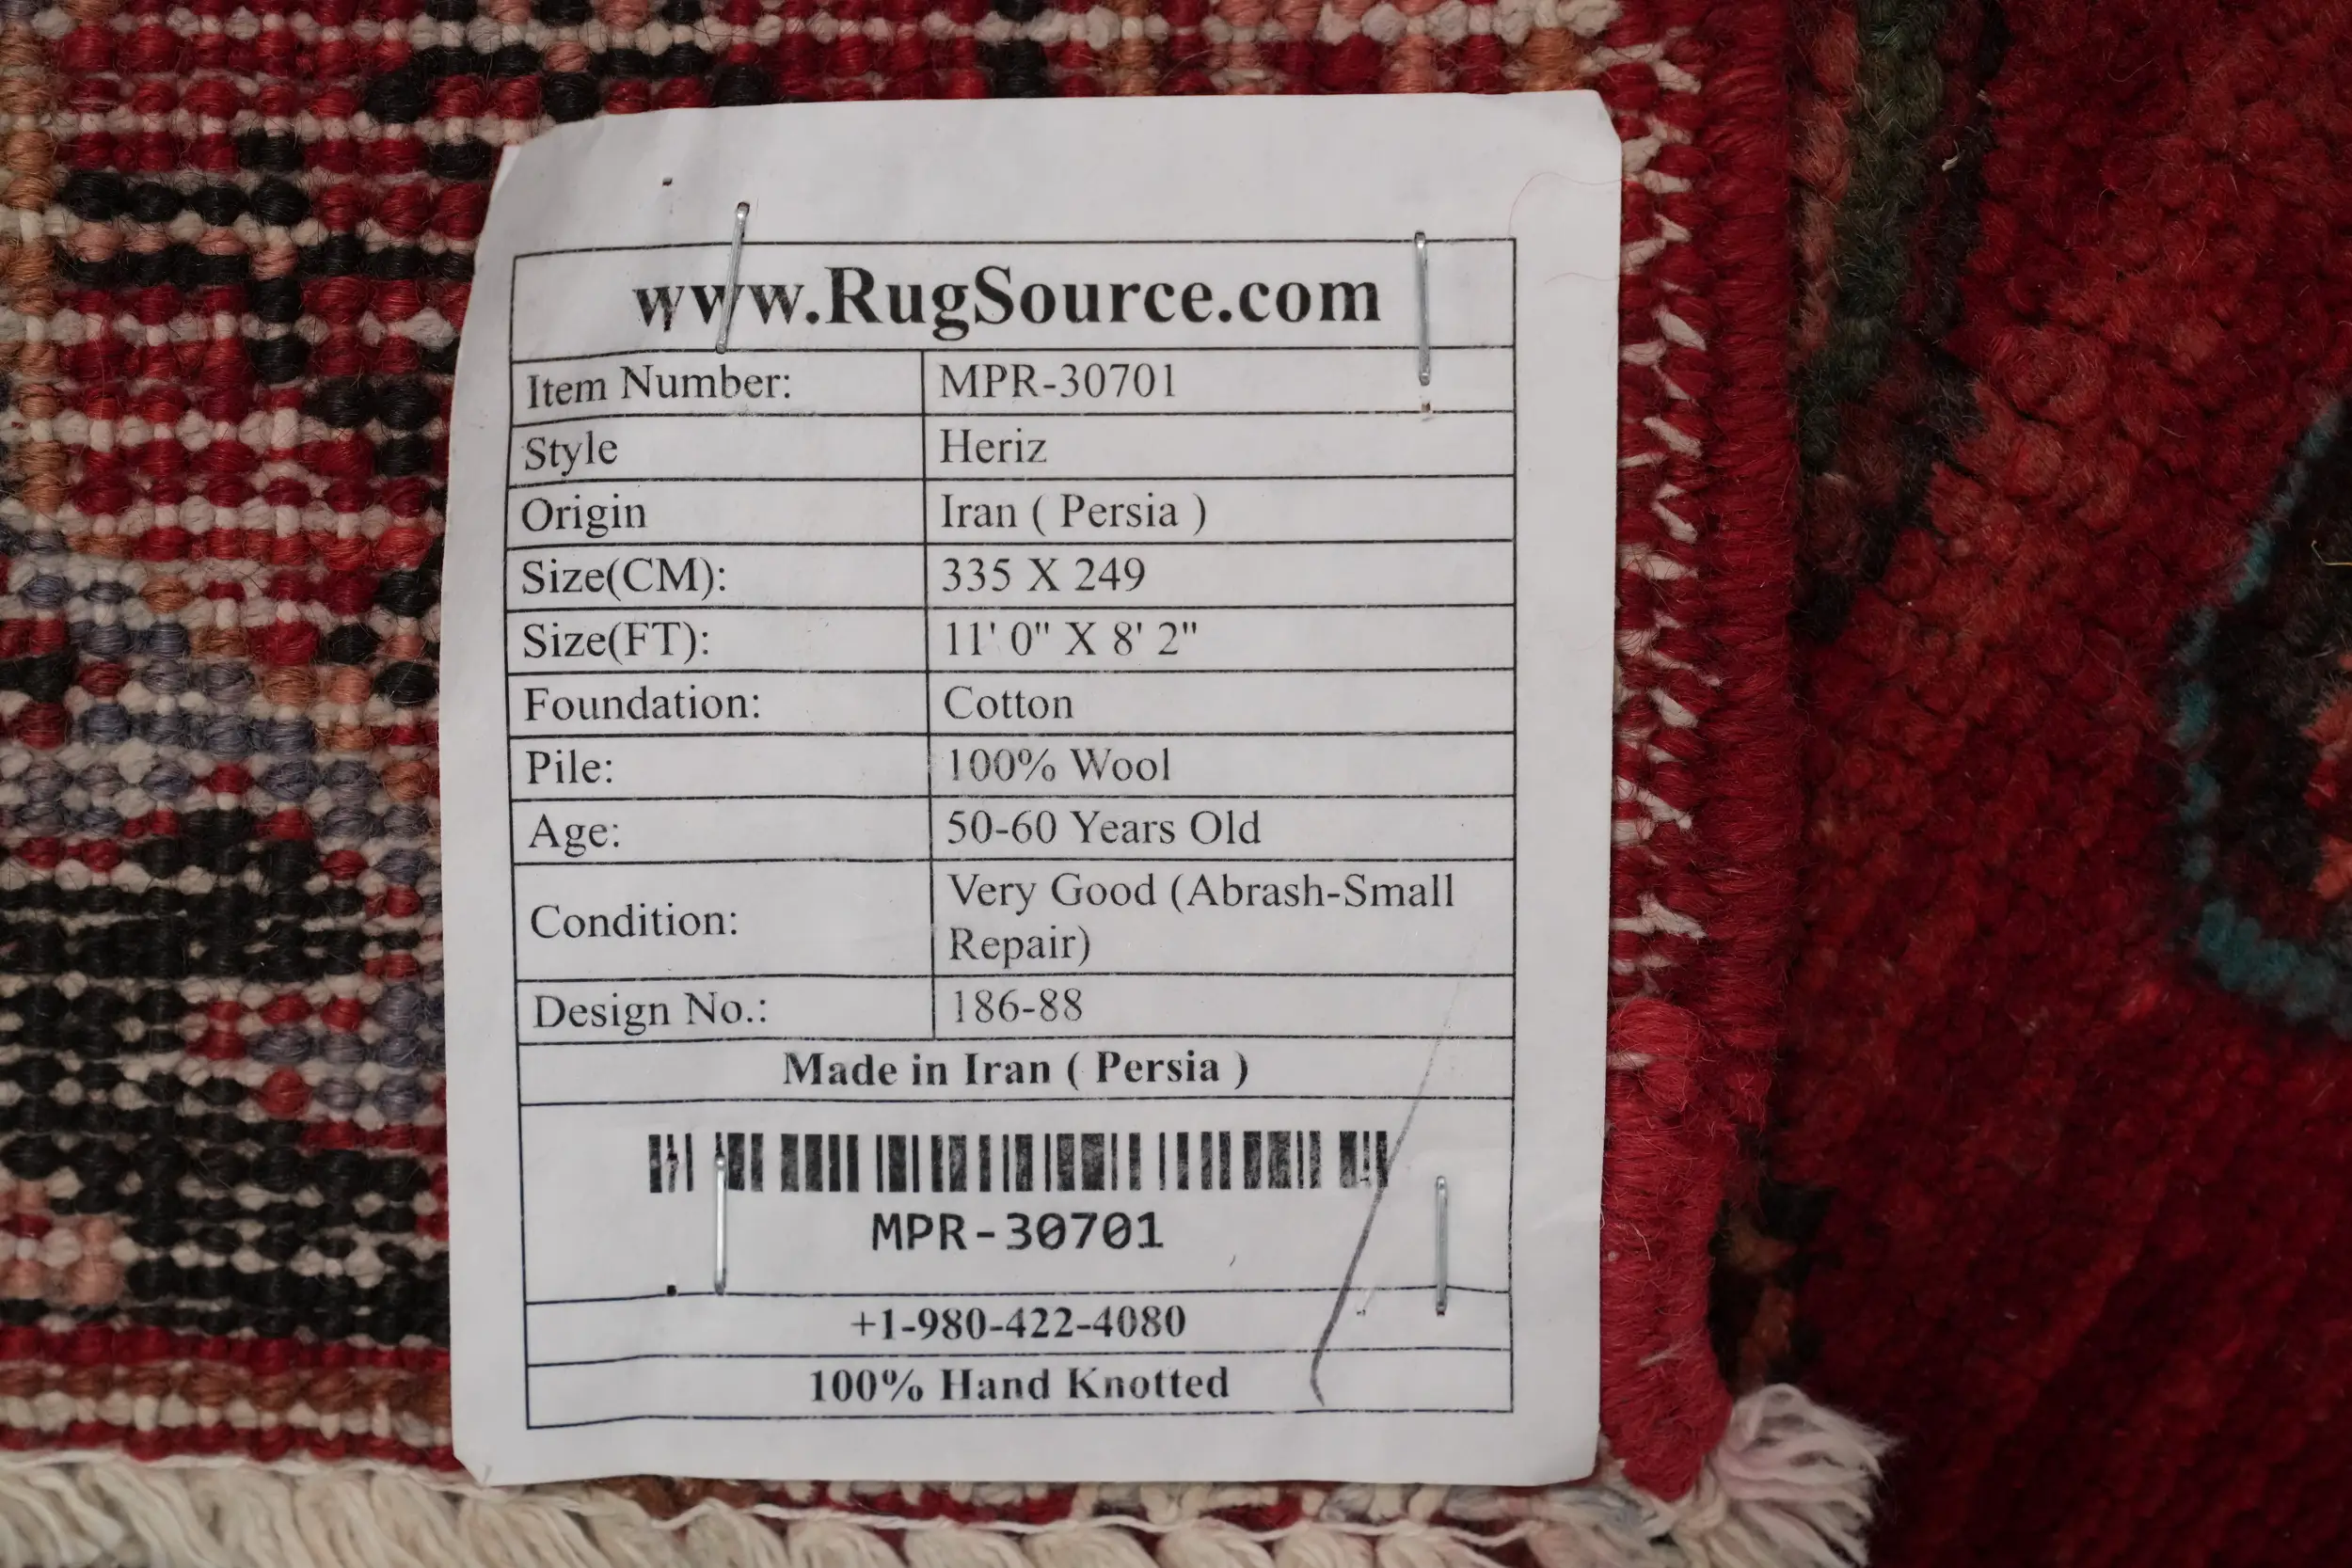 www.RugSource.com
Item Number: MPR-30701
Style Heriz
Origin Iran ( Persia )
Size(CM): 335 X 249
Size(FT): 11' 0" X 8' 2"
Foundation: Cotton
Pile: 100% Wool
Age: 50-60 Years Old
Condition: Very Good (Abrash-Small
Repair)
Design No.: 186-88
Made in Iran ( Persia )
MPR-30701
+1-980-422-4080
100% Hand Knotted